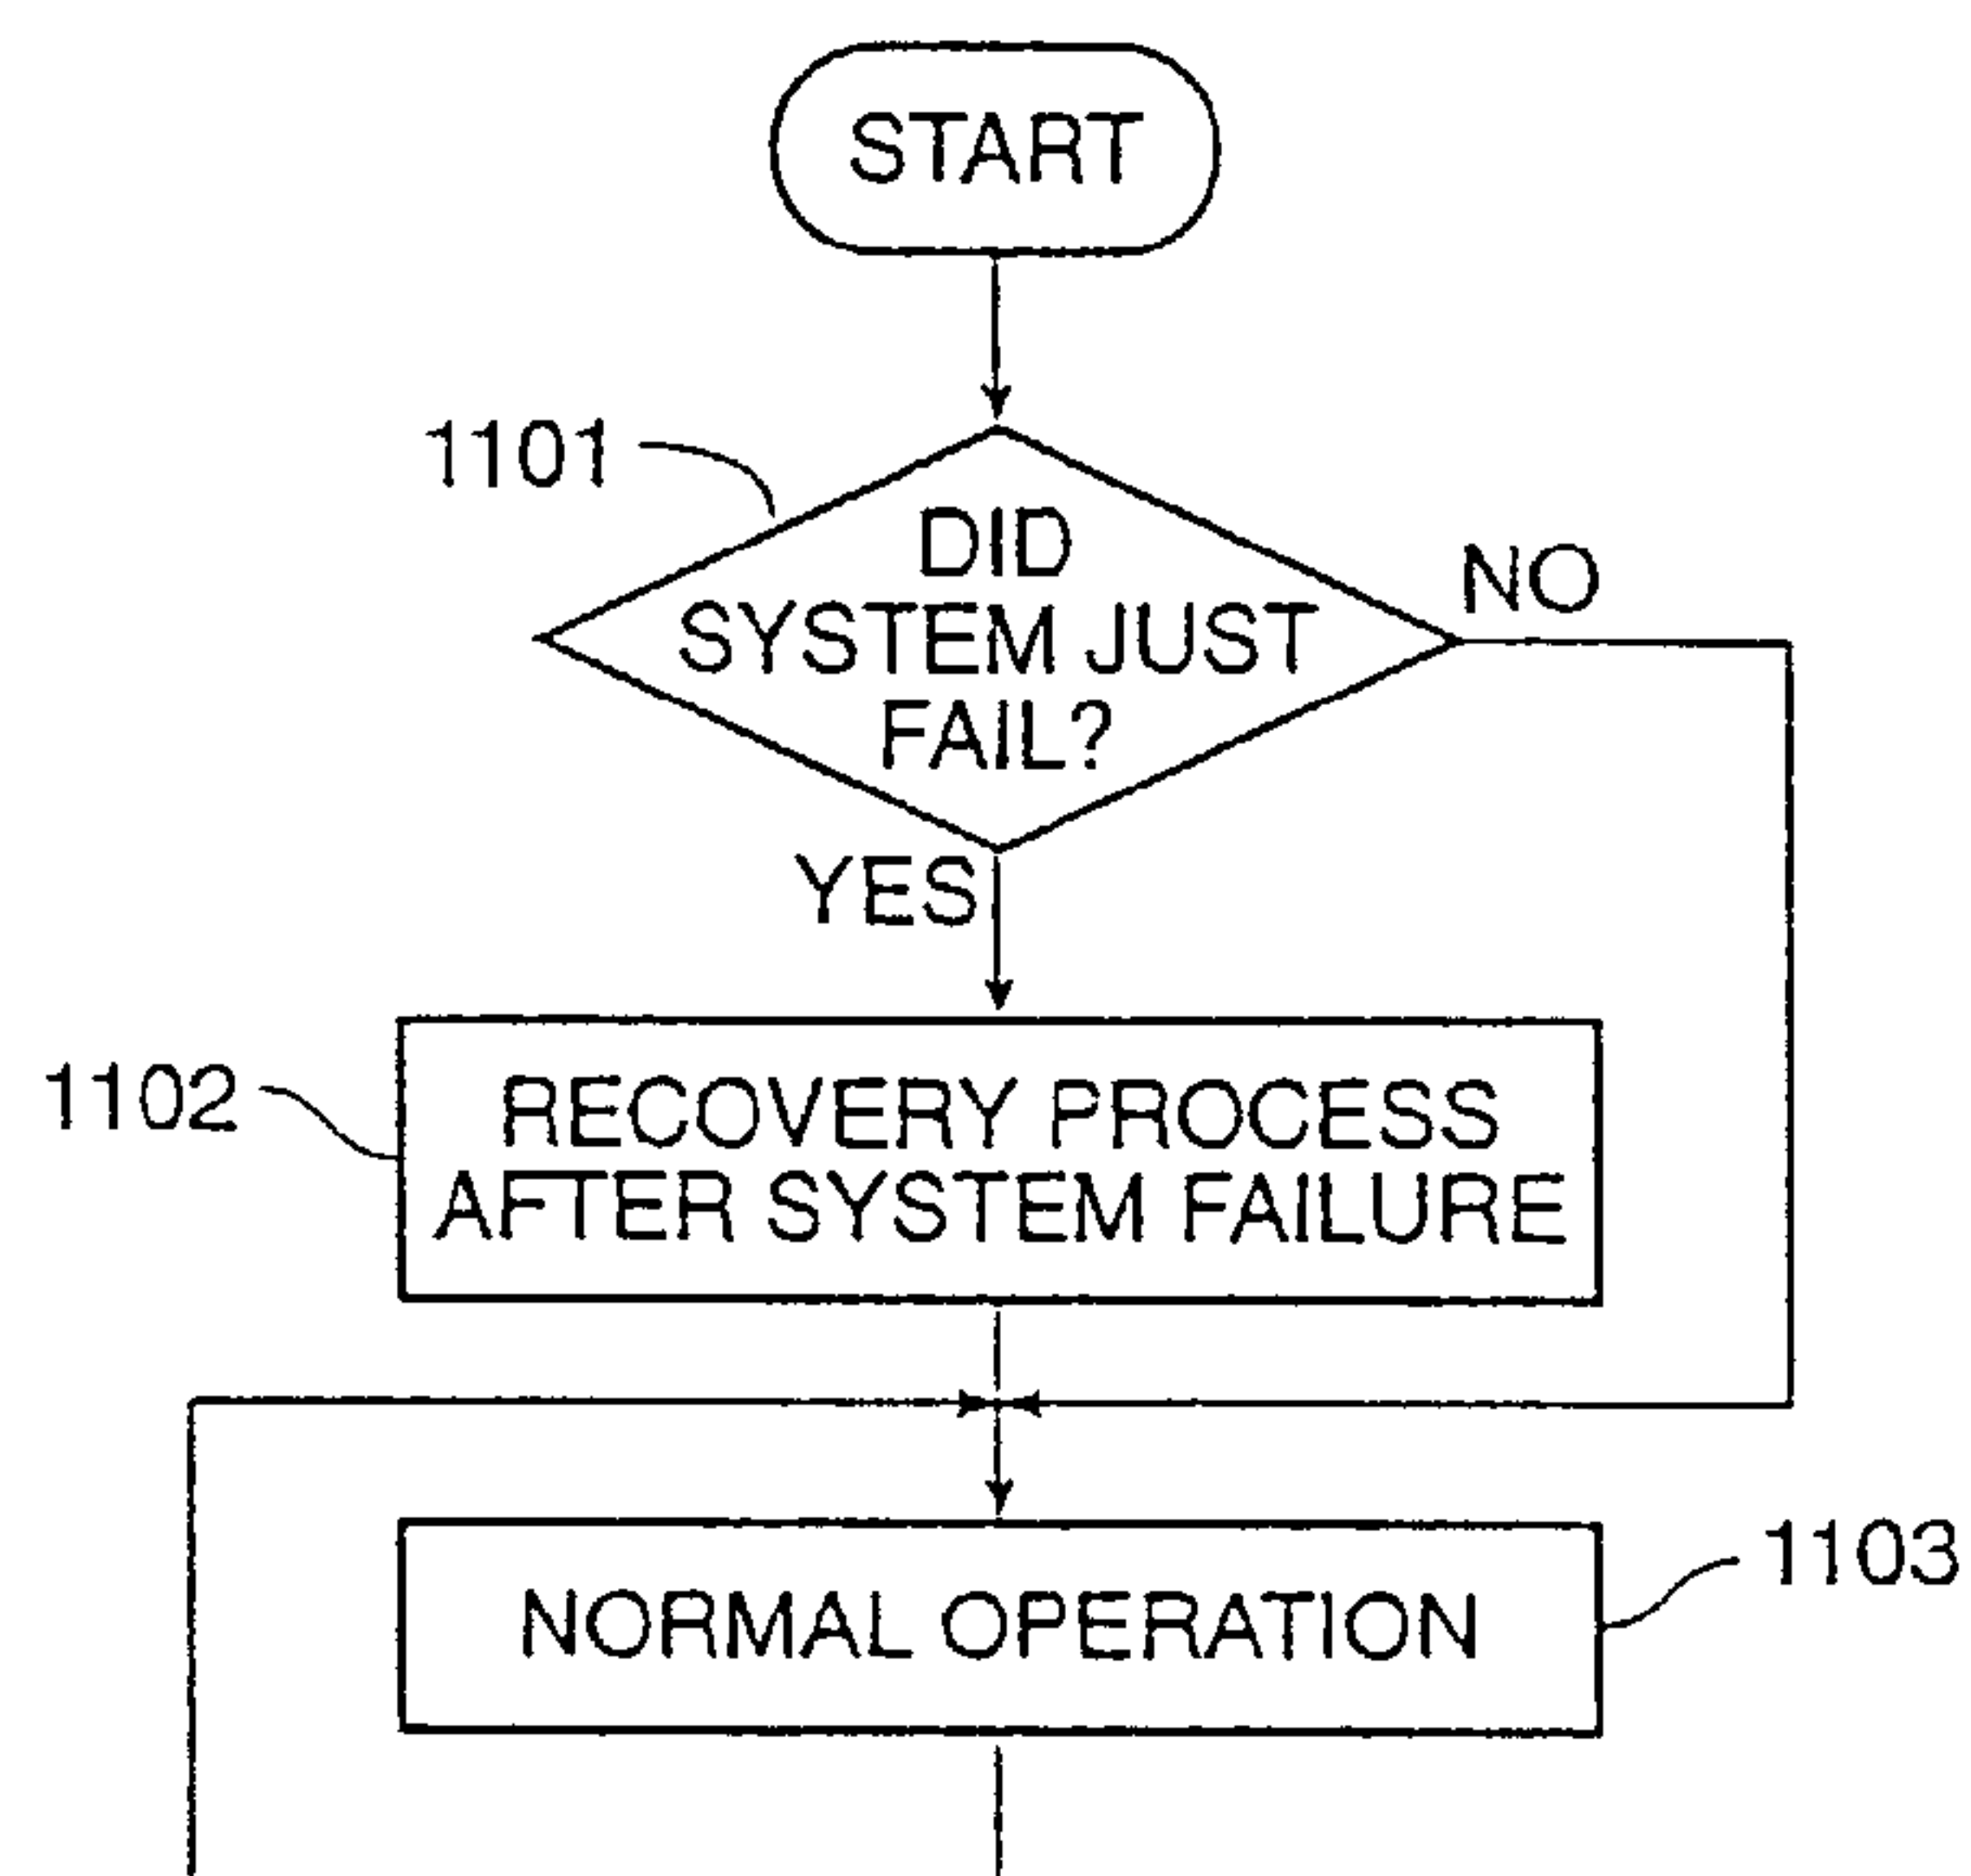 START
1101
DID
SYSTEM JUST
FAIL?
NO
YES
1102
RECOVERY PROCESS
AFTER SYSTEM FAILURE
NORMAL OPERATION
1103